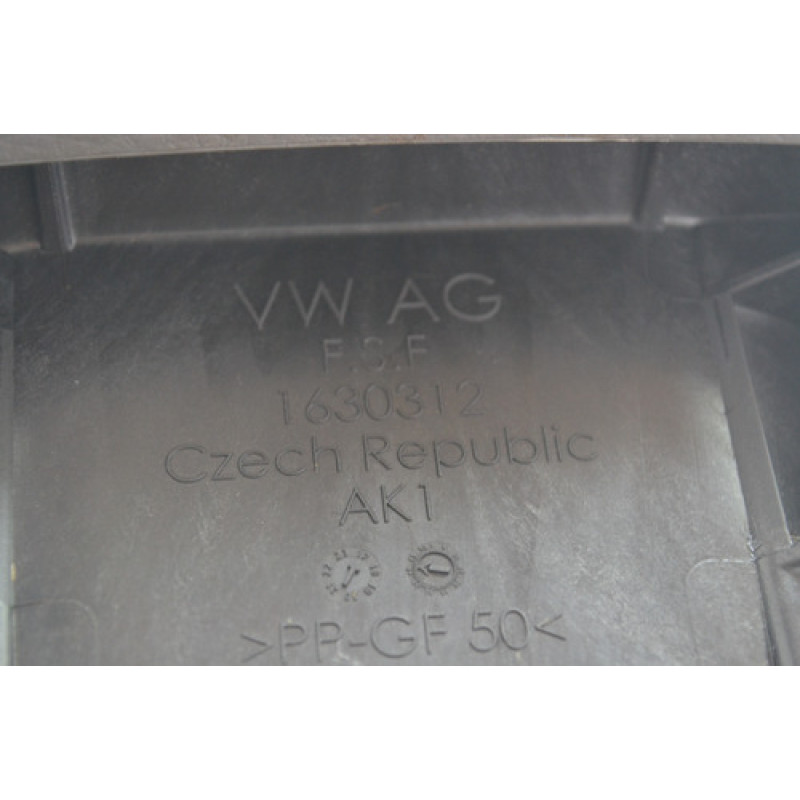 VW AG
F.S.F
1630312
Czech Republic
AK1
>PP-GF 50<